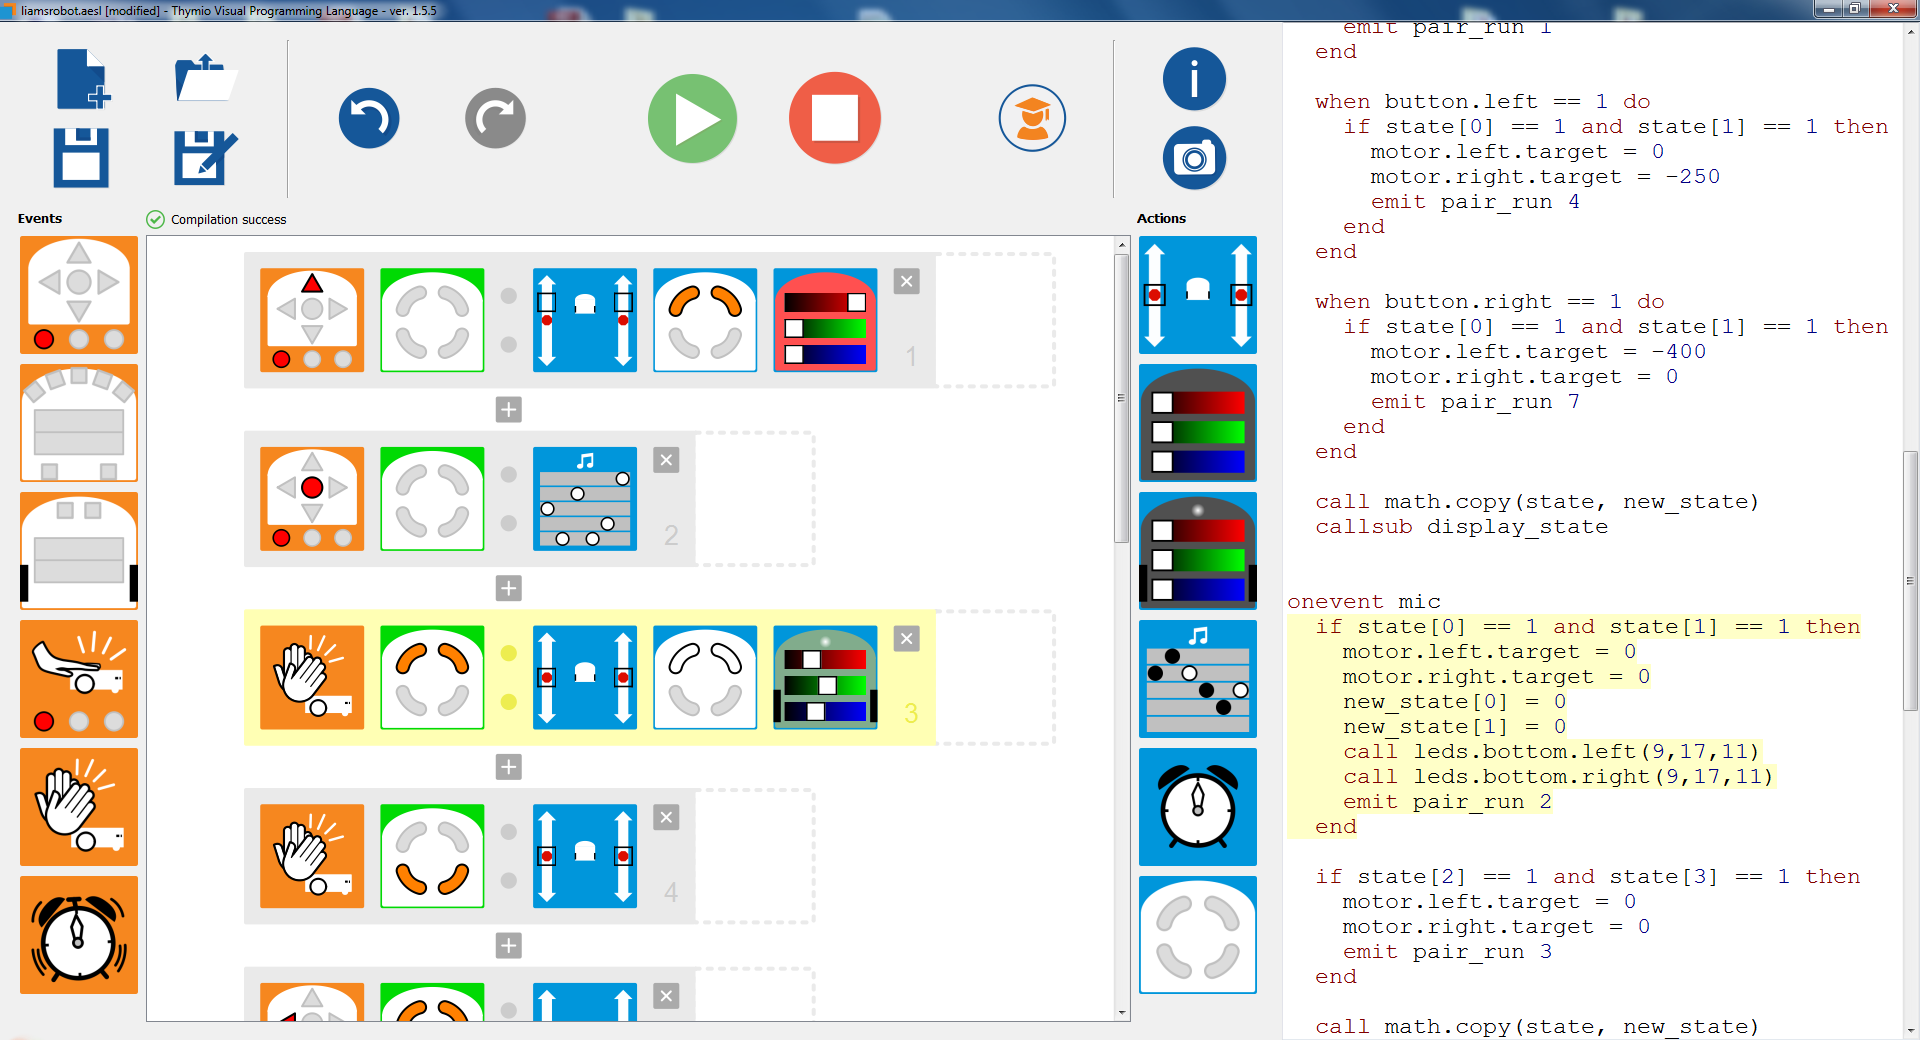 liamsrobot.aesl [modified] - Thymio Visual Programming Language - ver. 1.5.5
Events
Compilation success
Actions
1
2
3
4
emit pair_run 1
end
when button.left == 1 do
if state[0] == 1 and state[1] == 1 then
motor.left.target = 0
motor.right.target = -250
emit pair_run 4
end
end
when button.right == 1 do
if state[0] == 1 and state[1] == 1 then
motor.left.target = -400
motor.right.target = 0
emit pair_run 7
end
end
call math.copy(state, new_state)
callsub display_state
onevent mic
if state[0] == 1 and state[1] == 1 then
motor.left.target = 0
motor.right.target = 0
new_state[0] = 0
new_state[1] = 0
call leds.bottom.left(9,17,11)
call leds.bottom.right(9,17,11)
emit pair_run 2
end
if state[2] == 1 and state[3] == 1 then
motor.left.target = 0
motor.right.target = 0
emit pair_run 3
end
call math.copy(state, new_state)